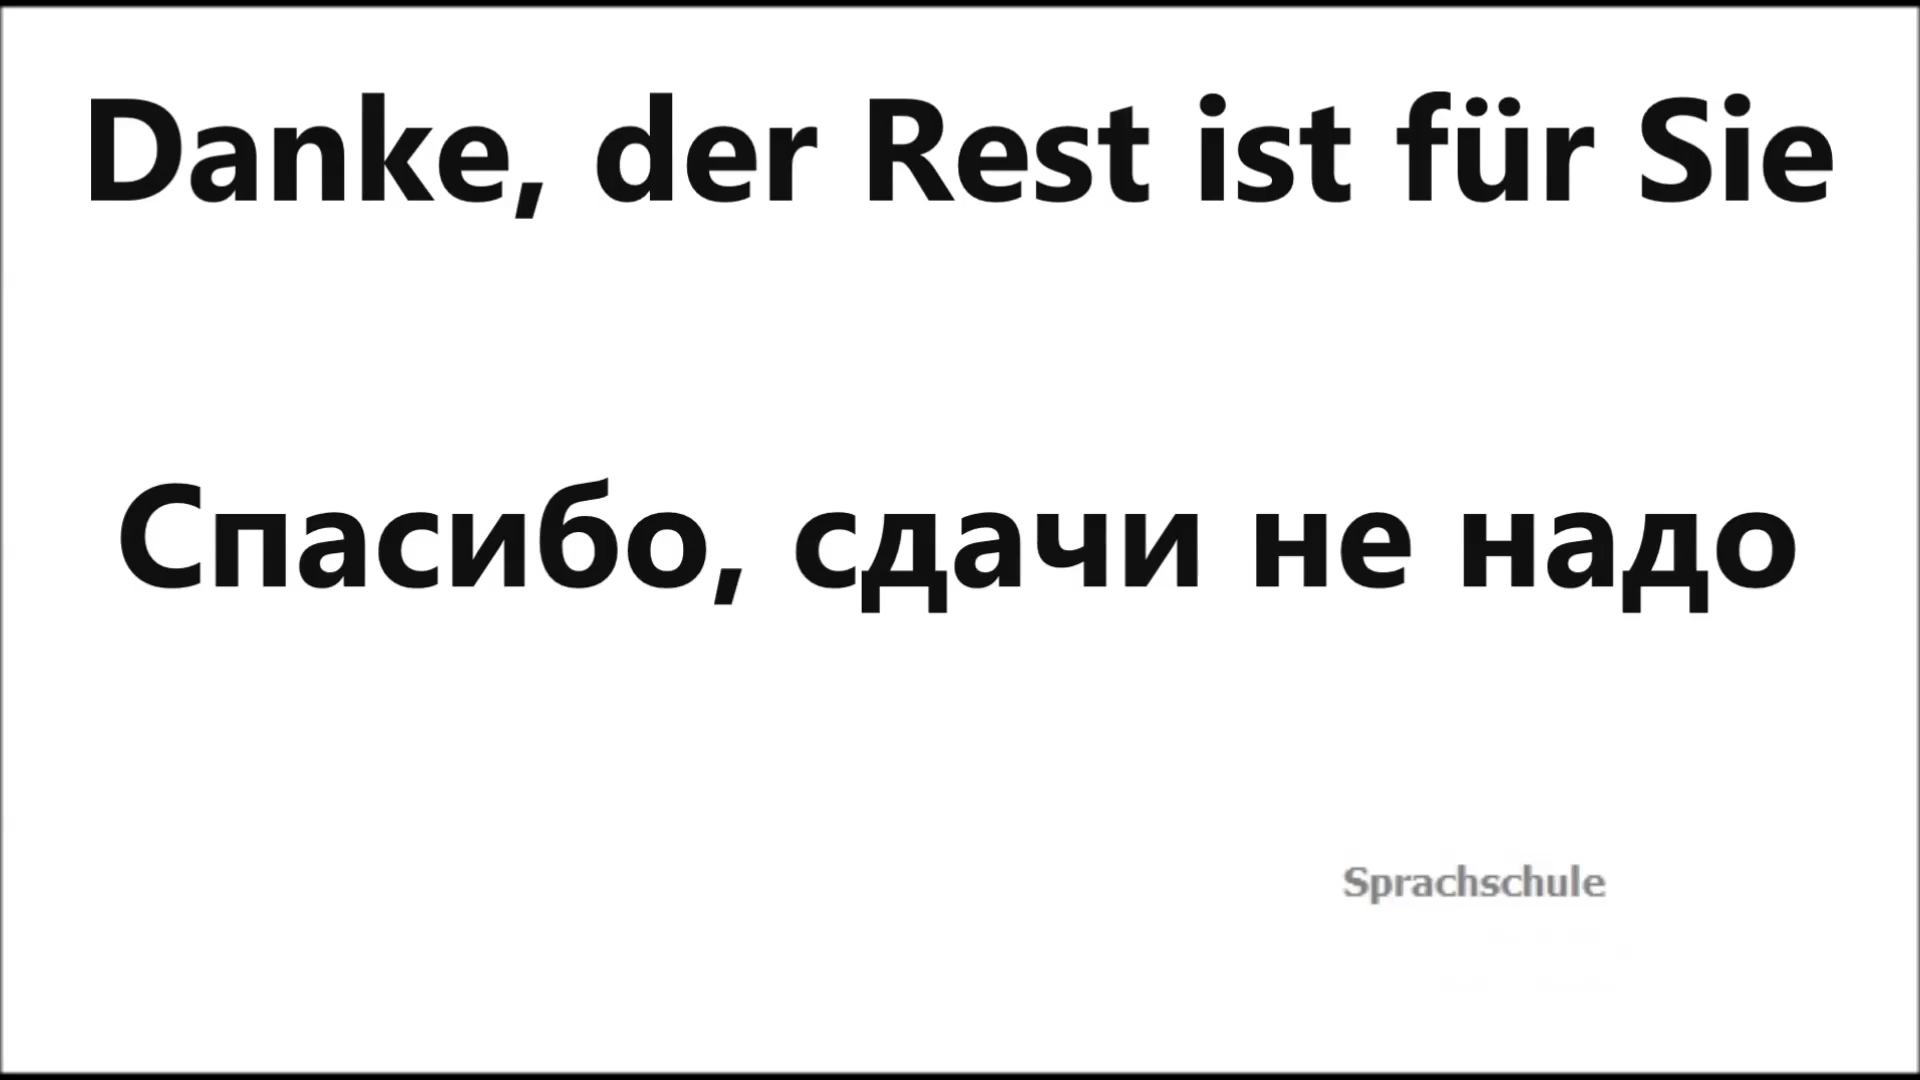 Danke, der Rest ist für Sie
Спасибо, сдачи не надо
Sprachschule